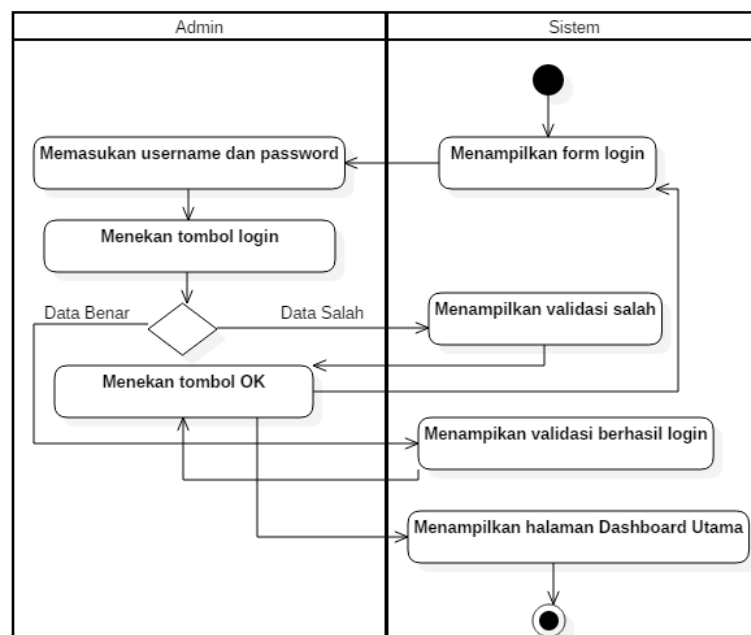 Admin
Sistem
Memasukan username dan password
Menampilkan form login
Menekan tombol login
Data Benar
Data Salah
Menampilkan validasi salah
Menekan tombol OK
Menampikan validasi berhasil login
Menampilkan halaman Dashboard Utama